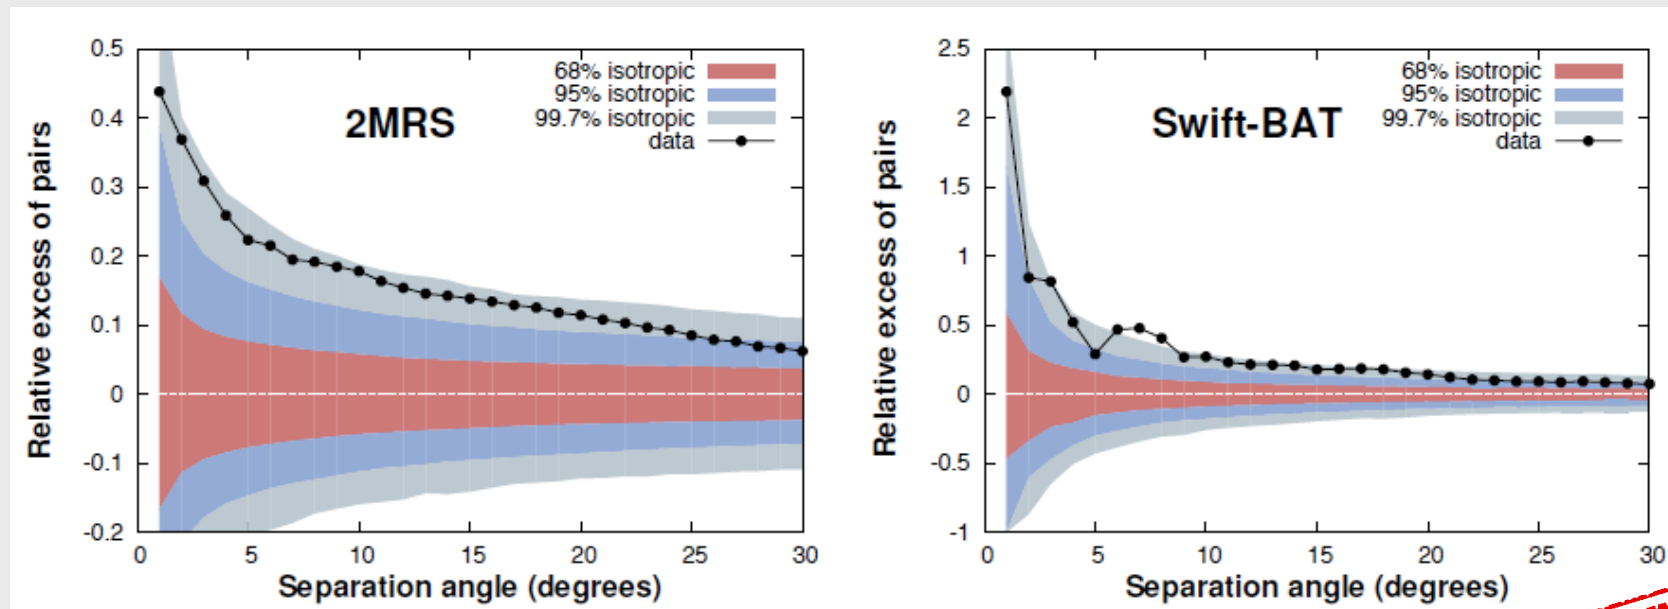 2MRS
68% isotropic
95% isotropic
99.7% isotropic
data
Relative excess of pairs
0.5
0.4
0.3
0.2
0.1
0
-0.1
-0.2
0 5 10 15 20 25 30
Separation angle (degrees)
Swift-BAT
68% isotropic
95% isotropic
99.7% isotropic
data
Relative excess of pairs
2.5
2
1.5
1
0.5
0
-0.5
-1
0 5 10 15 20 25 30
Separation angle (degrees)